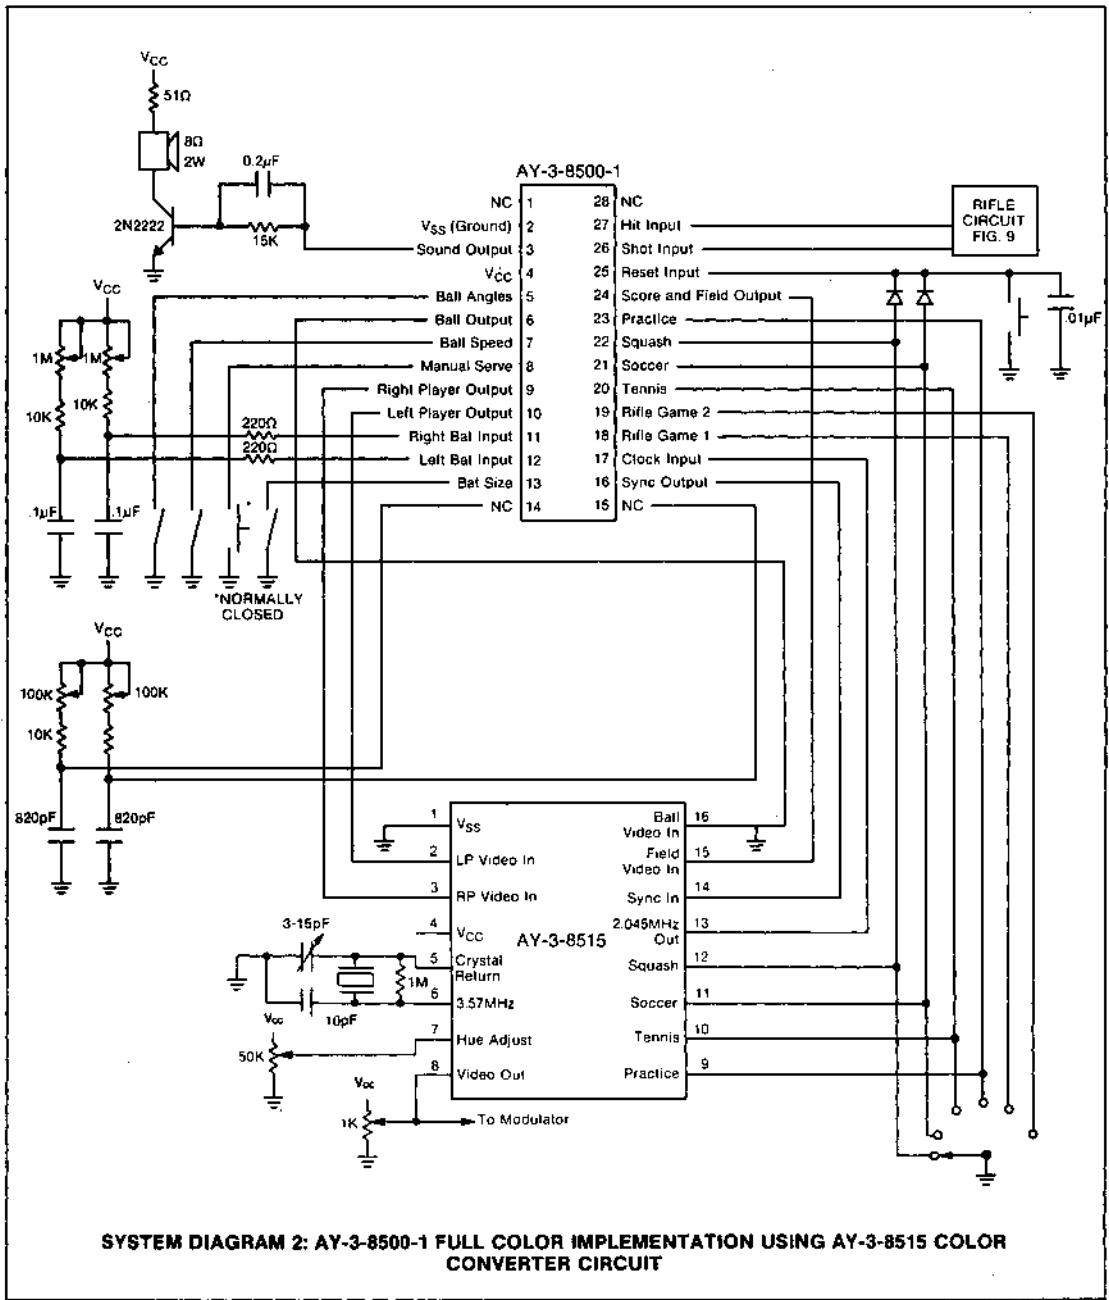 VCC
51Ω
8Ω
2W
0.2μF
2N2222
15K
AY-3-8500-1
NC 1
VSS (Ground) 2
Sound Output 3
VCC 4
Ball Angles 5
Ball Output 6
Ball Speed 7
Manual Serve 8
Right Player Output 9
Left Player Output 10
Right Bat Input 11
Left Bat Input 12
Bat Size 13
NC 14
28 NC
27 Hit Input
26 Shot Input
25 Reset Input
24 Score and Field Output
23 Practice
22 Squash
21 Soccer
20 Tennis
19 Rifle Game 2
18 Rifle Game 1
17 Clock Input
16 Sync Output
15 NC
RIFLE
CIRCUIT
FIG. 9
.01μF
VCC
1M
1M
10K
10K
220Ω
220Ω
.1μF
.1μF
*
*NORMALLY
CLOSED
VCC
100K
100K
10K
820pF
820pF
1 VSS
2 LP Video In
3 RP Video In
4 VCC
5 Crystal
Return
6 3.57MHz
7 Hue Adjust
8 Video Out
AY-3-8515
Ball 16
Video In
Field 15
Video In
Sync In 14
2.045MHz 13
Out
Squash 12
Soccer 11
Tennis 10
Practice 9
3-15pF
1M
10pF
VCC
50K
VCC
1K
To Modulator
SYSTEM DIAGRAM 2: AY-3-8500-1 FULL COLOR IMPLEMENTATION USING AY-3-8515 COLOR
CONVERTER CIRCUIT